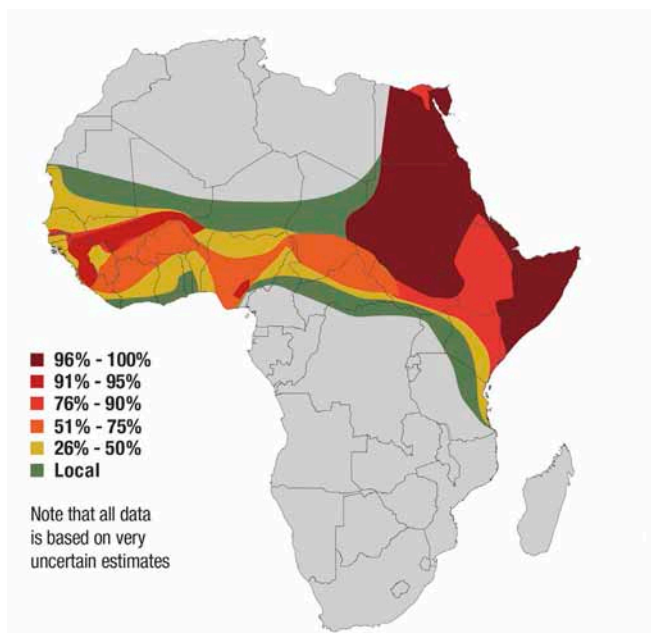 96% - 100%
91% - 95%
76% - 90%
51% - 75%
26% - 50%
Local
Note that all data
is based on very
uncertain estimates